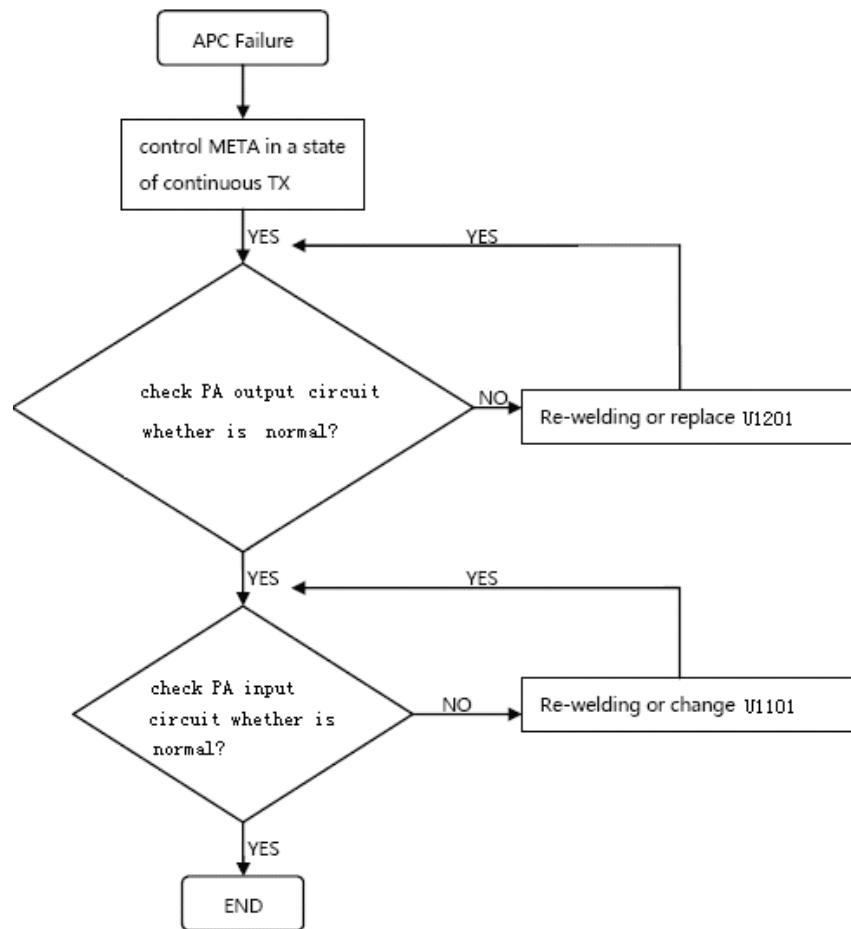 APC Failure
control META in a state
of continuous TX
YES
YES
check PA output circuit
whether is normal?
NO
Re-welding or replace U1201
YES
YES
check PA input
circuit whether is
normal?
NO
Re-welding or change U1101
YES
END